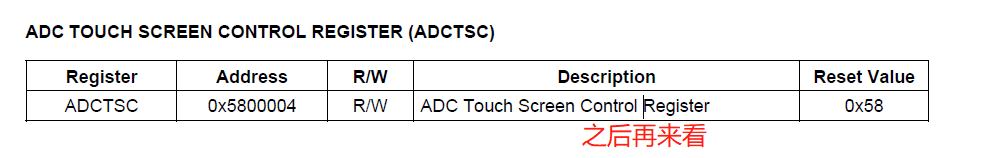 ADC TOUCH SCREEN CONTROL REGISTER (ADCTSC)
Register Address R/W Description Reset Value
ADCTSC 0x5800004 R/W ADC Touch Screen Control Register 0x58
之后再来看